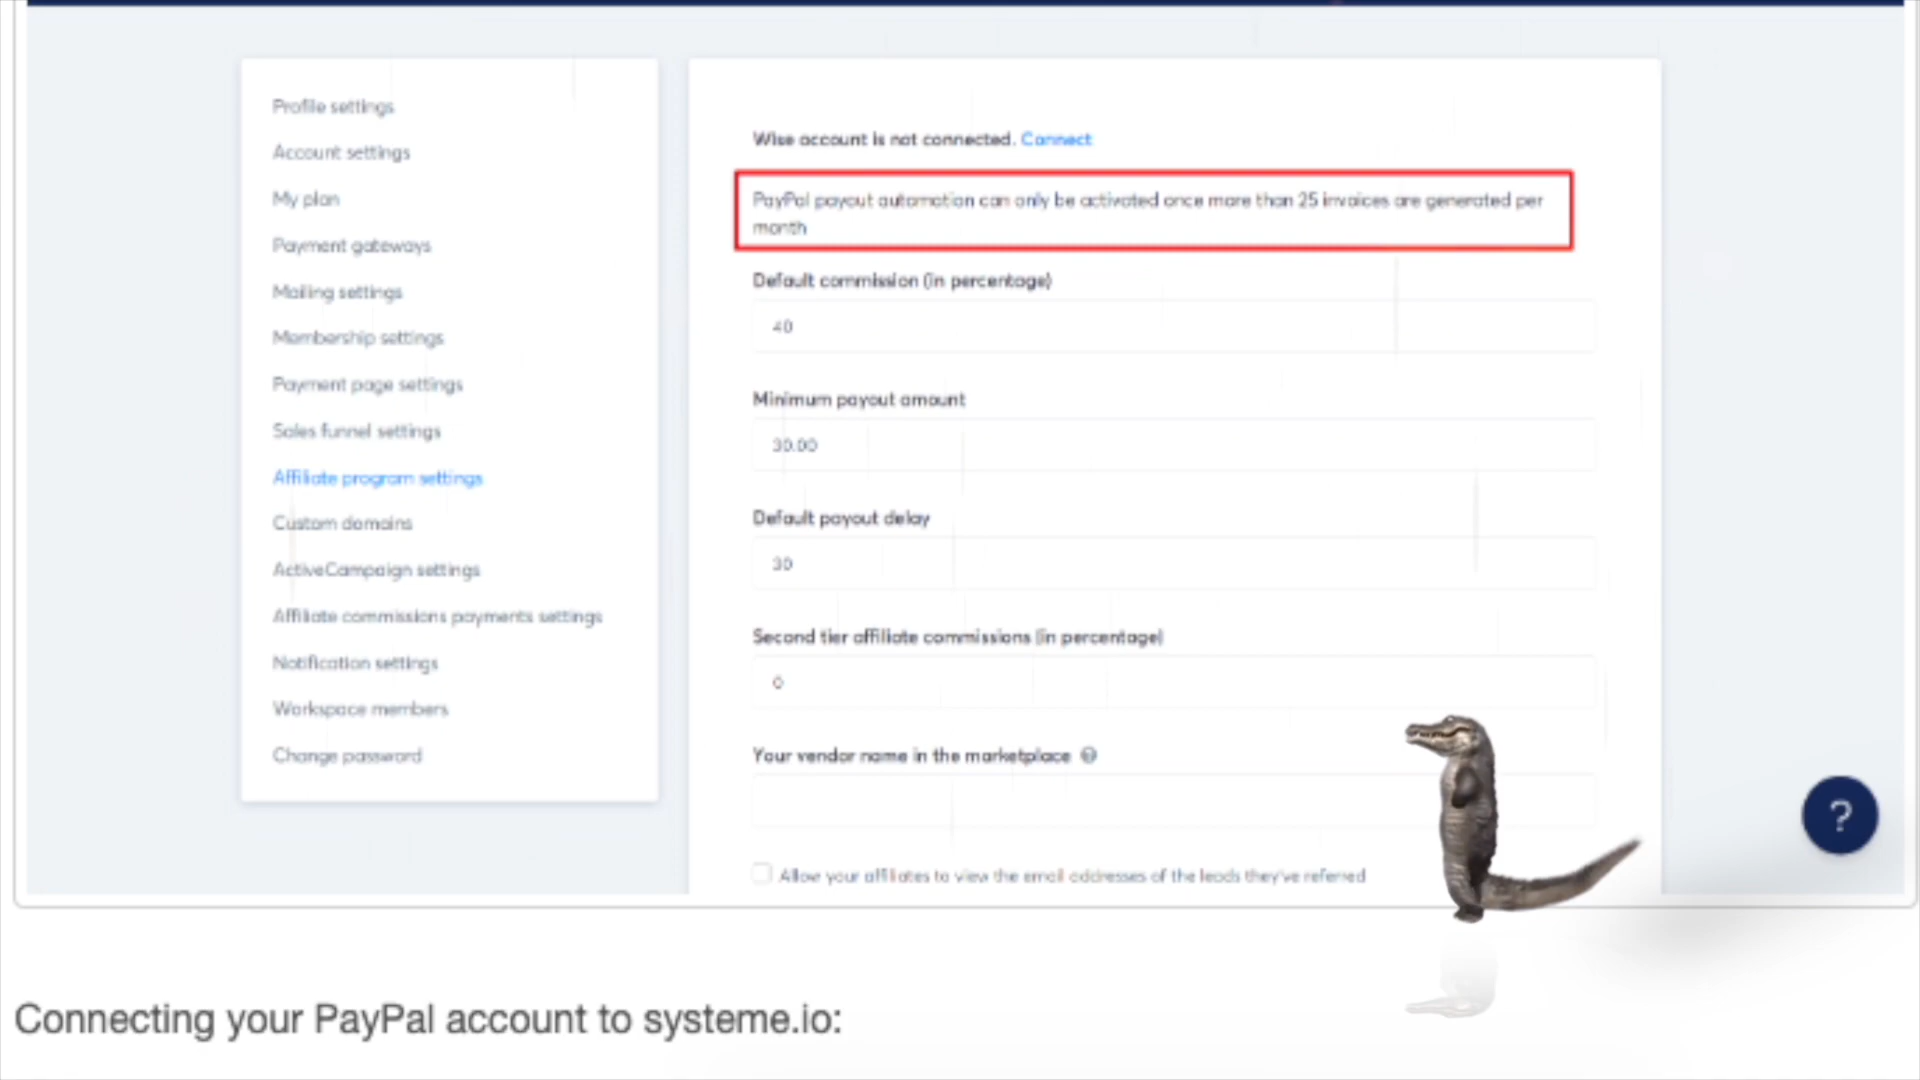 Profile settings
Account settings
My plan
Payment gateways
Mailing settings
Membership settings
Payment page settings
Sales funnel settings
Affiliate program settings
Custom domains
ActiveCampaign settings
Affiliate commissions payments settings
Notification settings
Workspace members
Change password
Wise account is not connected. Connect
PayPal payout automation can only be activated once more than 25 invoices are generated per
month
Default commission (in percentage)
40
Minimum payout amount
30.00
Default payout delay
30
Second tier affiliate commissions (in percentage)
0
Your vendor name in the marketplace ?
Allow your affiliates to view the email addresses of the leads they've referred
?
Connecting your PayPal account to systeme.io: